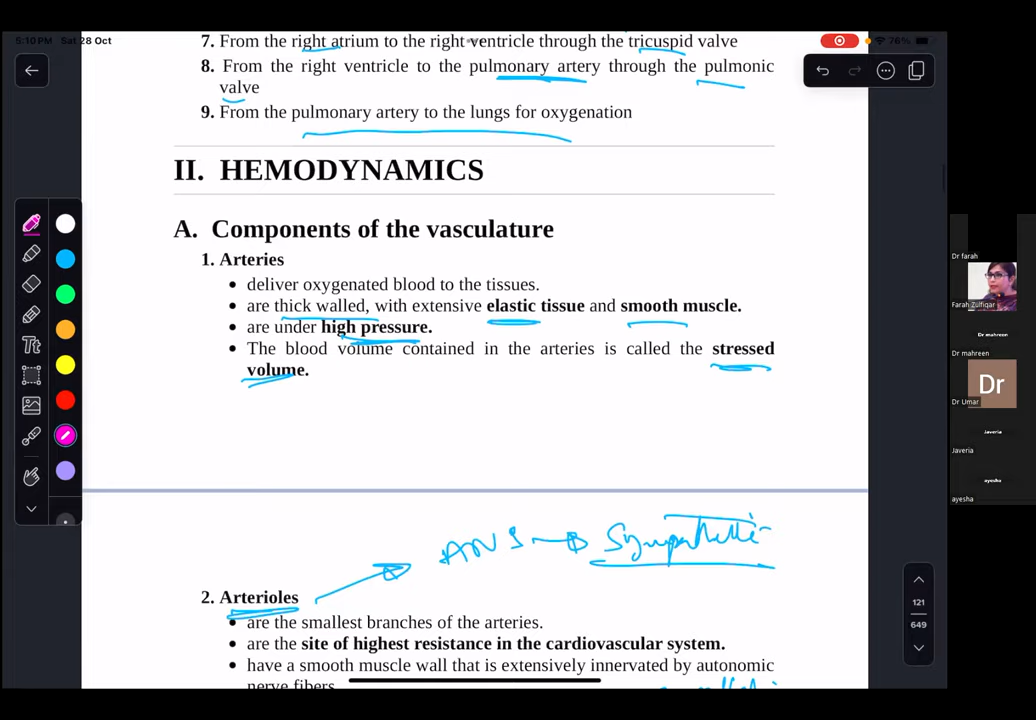 5:10 PM Sat 28 Oct
76%
7. From the right atrium to the right ventricle through the tricuspid valve
8. From the right ventricle to the pulmonary artery through the pulmonic
valve
9. From the pulmonary artery to the lungs for oxygenation
II. HEMODYNAMICS
A. Components of the vasculature
1. Arteries
• deliver oxygenated blood to the tissues.
• are thick walled, with extensive elastic tissue and smooth muscle.
• are under high pressure.
• The blood volume contained in the arteries is called the stressed
volume.
ANS → Sympathetic
2. Arterioles
• are the smallest branches of the arteries.
• are the site of highest resistance in the cardiovascular system.
• have a smooth muscle wall that is extensively innervated by autonomic
nerve fibers
Tt
121
649
Dr farah
Farah Zulfiqar
Dr mahreen
Dr mahreen
Dr
Dr Umar
Javeria
Javeria
ayesha
ayesha